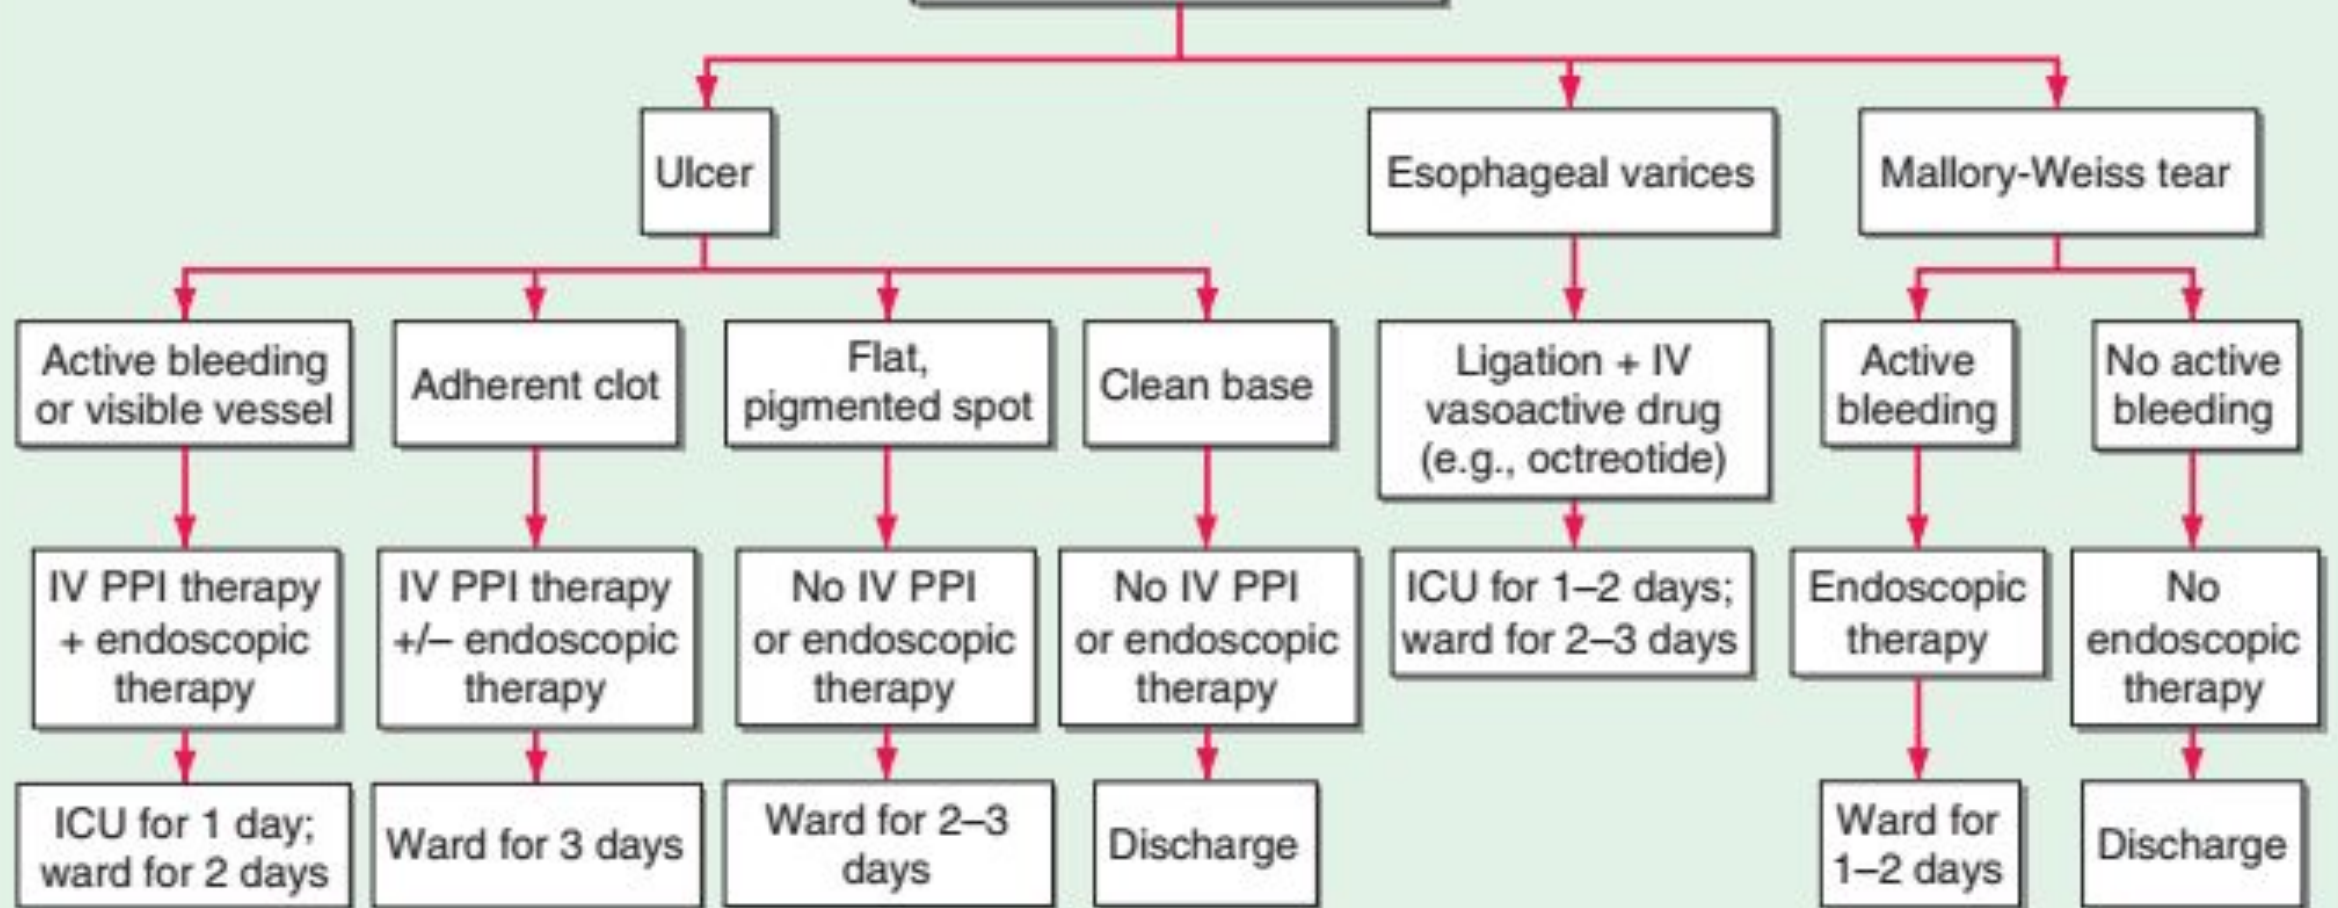 Ulcer
Esophageal varices
Mallory-Weiss tear
Active bleeding
or visible vessel
Adherent clot
Flat,
pigmented spot
Clean base
Ligation + IV
vasoactive drug
(e.g., octreotide)
Active
bleeding
No active
bleeding
IV PPI therapy
+ endoscopic
therapy
IV PPI therapy
+/– endoscopic
therapy
No IV PPI
or endoscopic
therapy
No IV PPI
or endoscopic
therapy
ICU for 1–2 days;
ward for 2–3 days
Endoscopic
therapy
No
endoscopic
therapy
ICU for 1 day;
ward for 2 days
Ward for 3 days
Ward for 2–3
days
Discharge
Ward for
1–2 days
Discharge